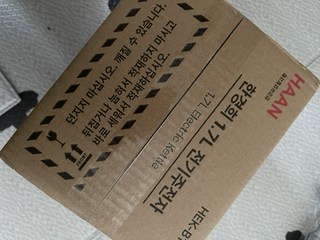 던지지 마십시오. 깨질 수 있습니다.
뒤집거나 눕혀서 적재하지 마시고
바로 세워서 적재하십시오.
HAAN
한경희 1.7L 전기주전자
1.7L Electric Kettle